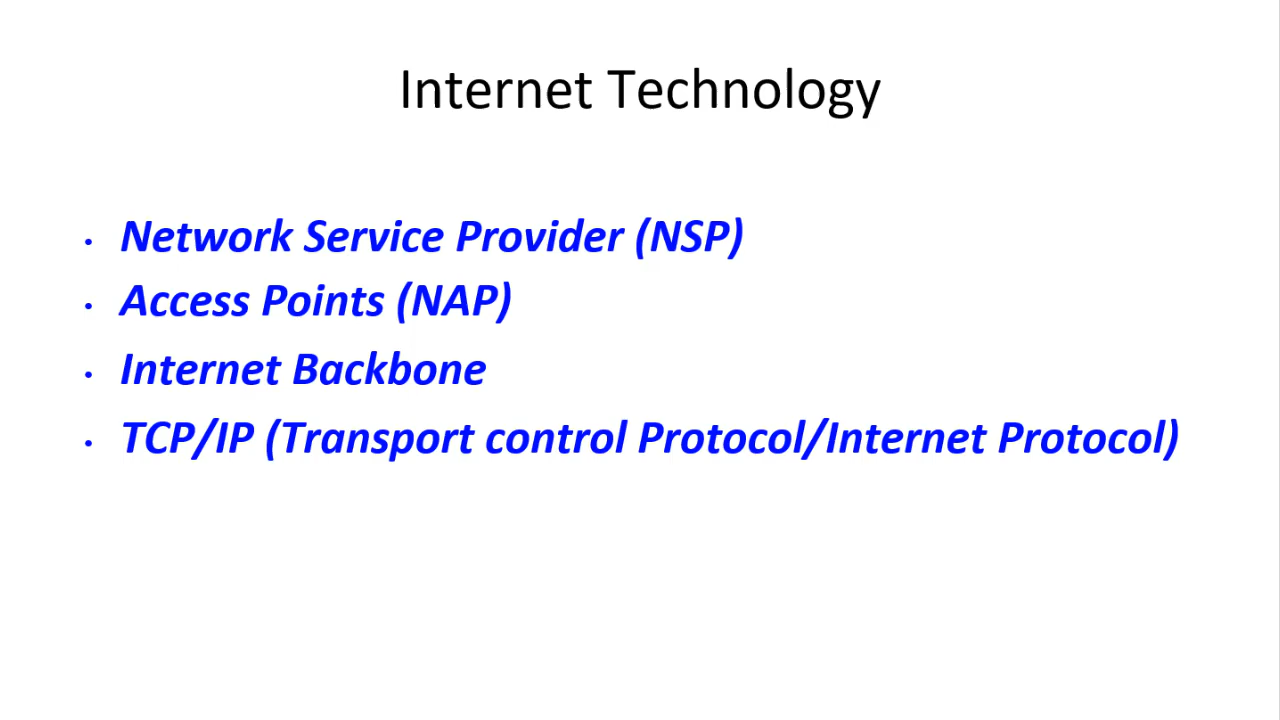 Internet Technology
• Network Service Provider (NSP)
• Access Points (NAP)
• Internet Backbone
• TCP/IP (Transport control Protocol/Internet Protocol)